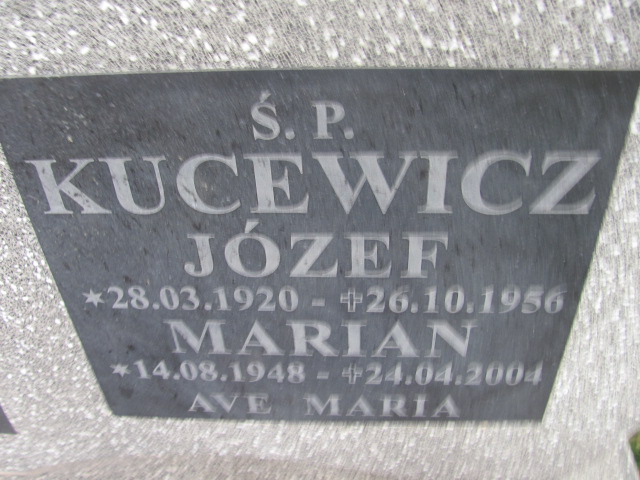 Ś. P.
KUCEWICZ
JÓZEF
*28.03.1920 - ✝26.10.1956
MARIAN
*14.08.1948 - ✝24.04.2004
AVE MARIA